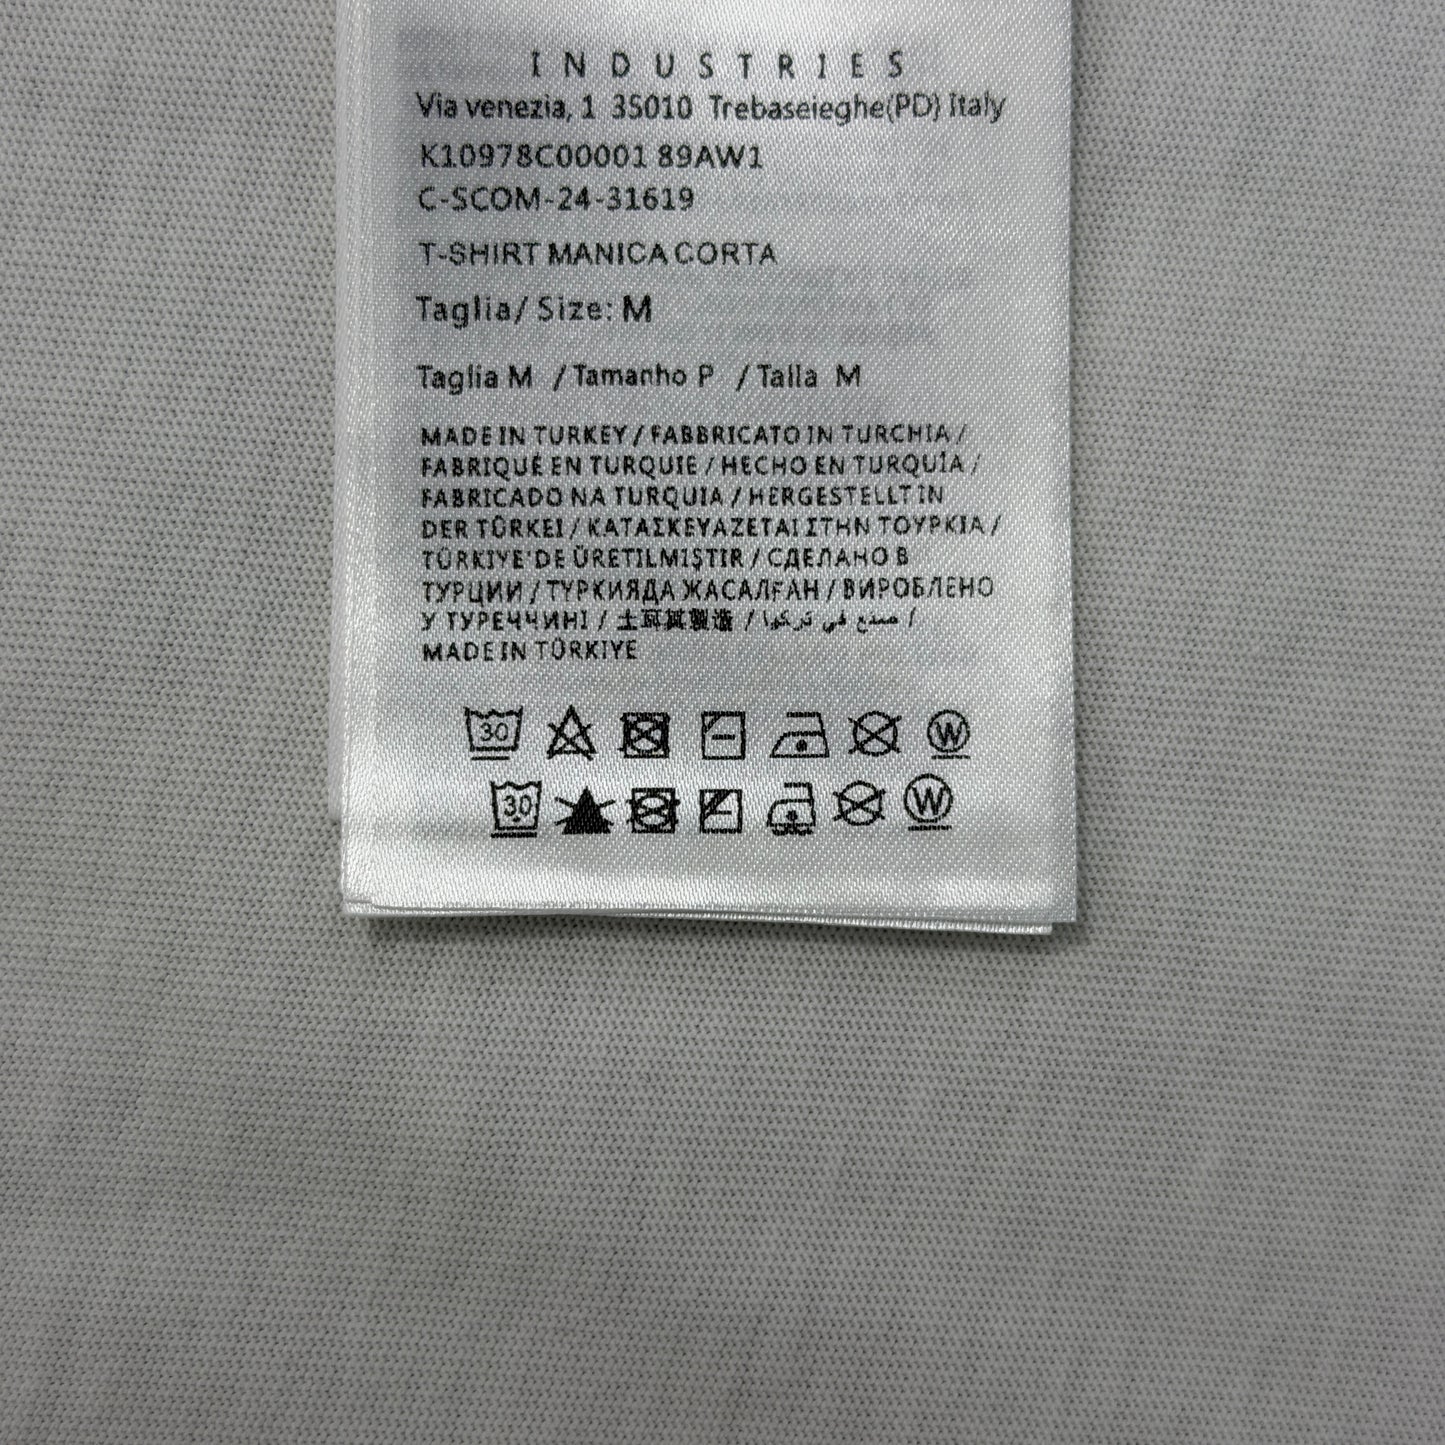 INDUSTRIES
Via venezia, 1 35010 Trebaseieghe(PD) Italy
K10978C00001 89AW1
C-SCOM-24-31619
T-SHIRT MANICA CORTA
Taglia/ Size: M
Taglia M / Tamanho P / Talla M
MADE IN TURKEY / FABBRICATO IN TURCHIA /
FABRIQUÉ EN TURQUIE / HECHO EN TURQUÍA /
FABRICADO NA TURQUIA / HERGESTELLT IN
DER TÜRKEI / ΚΑΤΑΣΚΕΥΑΖΕΤΑΙ ΣΤΗΝ ΤΟΥΡΚΙΑ /
TÜRKIYE'DE ÜRETILMIŞTIR / СДЕЛАНО В
ТУРЦИИ / ТУРКИЯДА ЖАСАЛҒАН / ВИРОБЛЕНО
У ТУРЕЧЧИНІ / 土耳其製造 / صنع في تركيا /
MADE IN TÜRKIYE
30 W
30 W